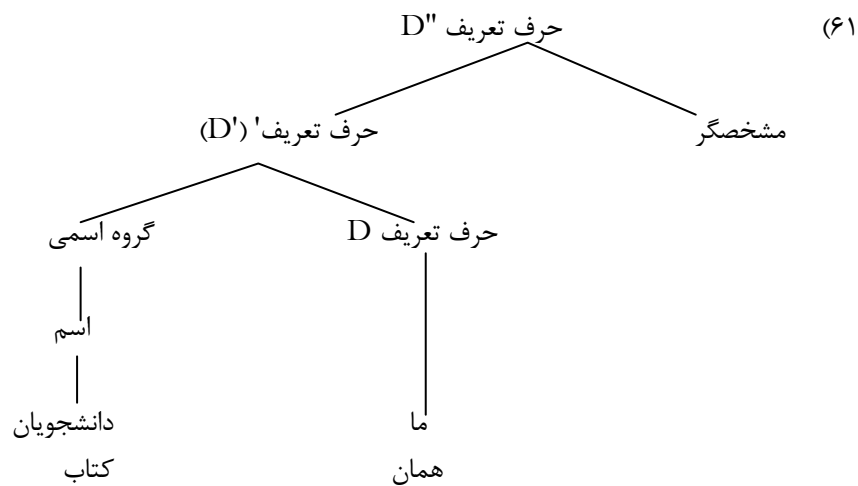 ۶۱) حرف تعریف D"
مشخصگر حرف تعریف' (D')
حرف تعریف D گروه اسمی
اسم
ما دانشجویان
همان کتاب